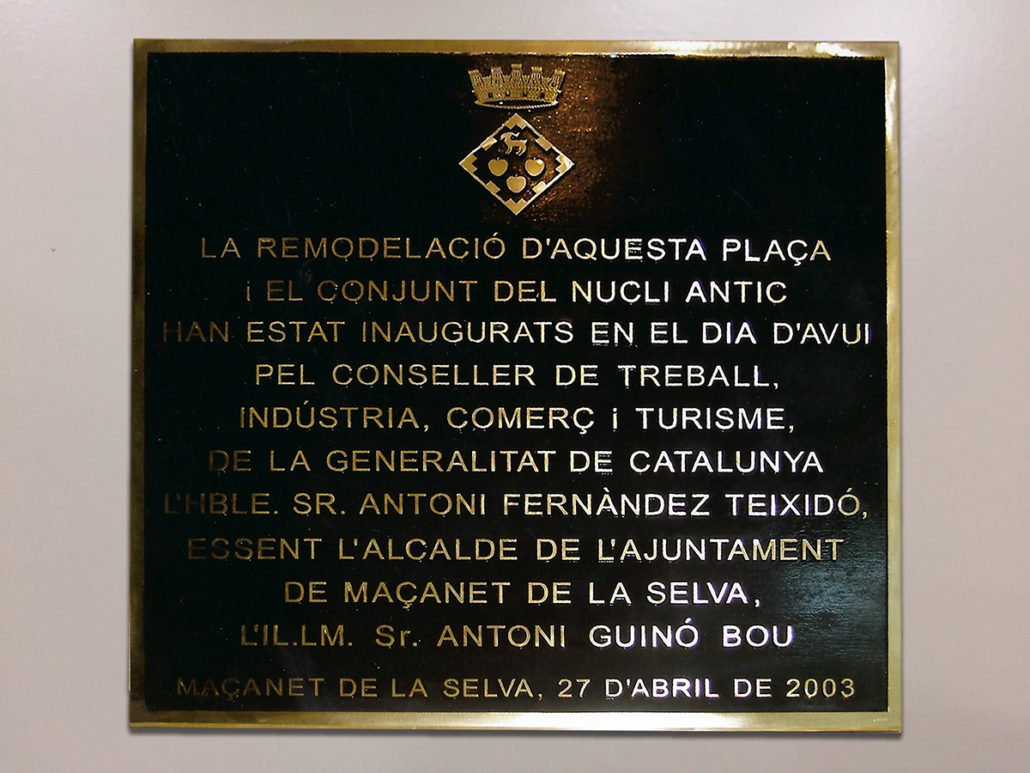 LA REMODELACIÓ D'AQUESTA PLAÇA
i EL CONJUNT DEL NUCLI ANTIC
HAN ESTAT INAUGURATS EN EL DIA D'AVUI
PEL CONSELLER DE TREBALL,
INDÚSTRIA, COMERÇ i TURISME,
DE LA GENERALITAT DE CATALUNYA
L'HBLE. SR. ANTONI FERNÀNDEZ TEIXIDÓ,
ESSENT L'ALÇALDE DE L'AJUNTAMENT
DE MAÇANET DE LA SELVA,
L'IL.LM. Sr. ANTONI GUINÓ BOU
MAÇANET DE LA SELVA, 27 D'ABRIL DE 2003